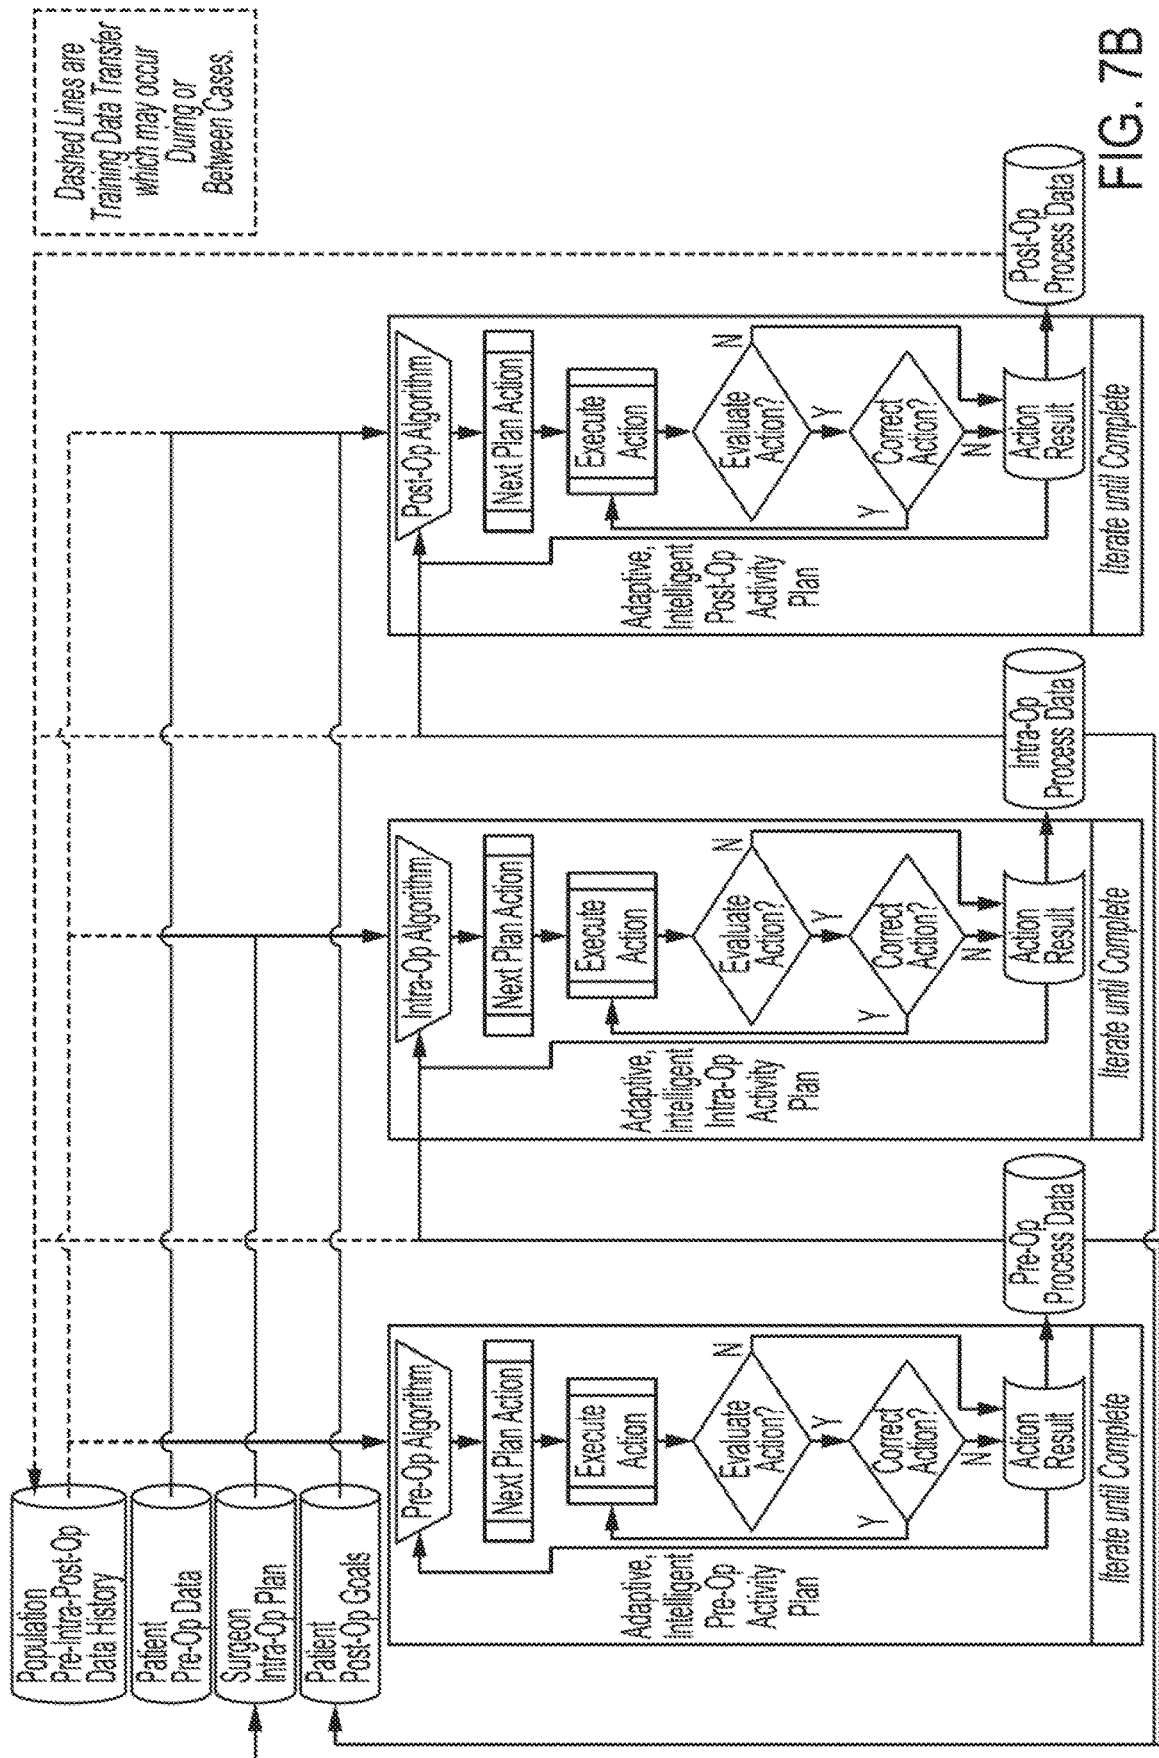 Population
Pre-Intra-Post-Op
Data History
Patient
Pre-Op Data
Surgeon
Intra-Op Plan
Patient
Post-Op Goals
Dashed Lines are
Training Data Transfer
which may occur
During or
Between Cases.
Pre-Op Algorithm
Next Plan Action
Execute
Action
Evaluate
Action?
N
Y
Correct
Action?
Y
N
Action
Result
Adaptive,
Intelligent
Pre-Op
Activity
Plan
Iterate until Complete
Pre-Op
Process Data
Intra-Op Algorithm
Next Plan Action
Execute
Action
Evaluate
Action?
N
Y
Correct
Action?
Y
N
Action
Result
Adaptive,
Intelligent
Intra-Op
Activity
Plan
Iterate until Complete
Intra-Op
Process Data
Post-Op Algorithm
Next Plan Action
Execute
Action
Evaluate
Action?
N
Y
Correct
Action?
Y
N
Action
Result
Adaptive,
Intelligent
Post-Op
Activity
Plan
Iterate until Complete
Post-Op
Process Data
FIG. 7B